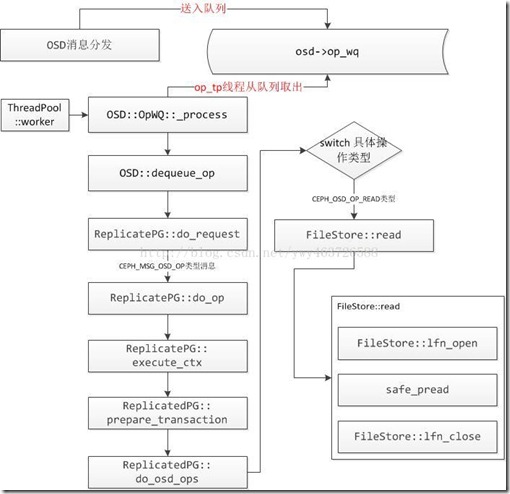 送入队列
OSD消息分发
osd->op_wq
op_tp线程从队列取出
ThreadPool
::worker
OSD::OpWQ::_process
OSD::dequeue_op
ReplicatePG::do_request
CEPH_MSG_OSD_OP类型消息
ReplicatePG::do_op
ReplicatePG::
execute_ctx
ReplicatedPG::
prepare_transaction
ReplicatedPG::
do_osd_ops
switch 具体操
作类型
CEPH_OSD_OP_READ类型
FileStore::read
FileStore::read
FileStore::lfn_open
safe_pread
FileStore::lfn_close